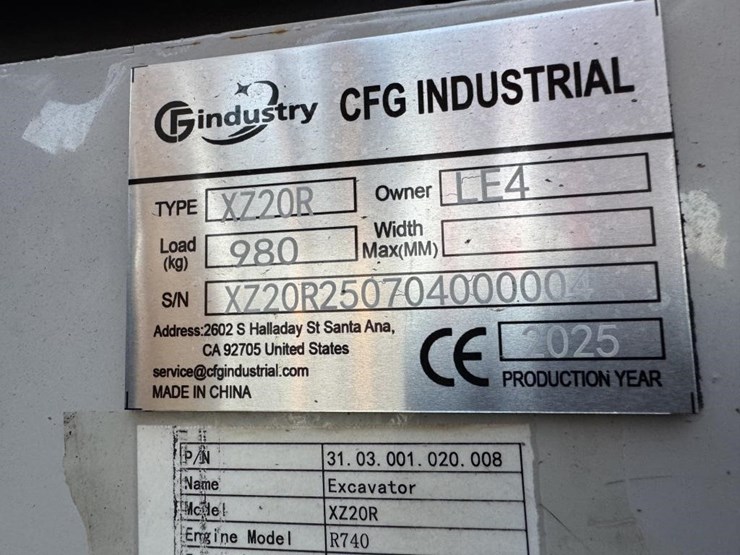 CFindustry CFG INDUSTRIAL
TYPE XZ20R Owner LE4
Load (kg) 980 Width Max(MM)
S/N XZ20R250704000004
Address:2602 S Halladay St Santa Ana,
CA 92705 United States
service@cfgindustrial.com
MADE IN CHINA
CE 2025
PRODUCTION YEAR
P/N 31.03.001.020.008
Name Excavator
Model XZ20R
Engine Model R740